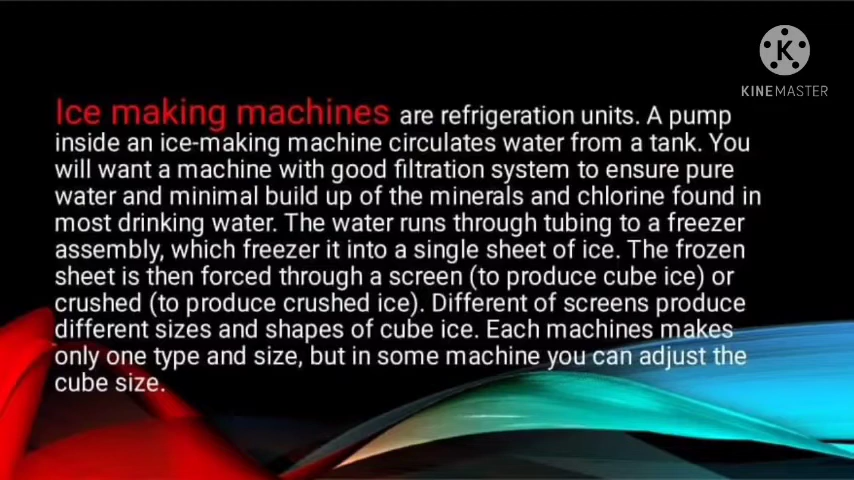 K
KINEMASTER
Ice making machines are refrigeration units. A pump
inside an ice-making machine circulates water from a tank. You
will want a machine with good filtration system to ensure pure
water and minimal build up of the minerals and chlorine found in
most drinking water. The water runs through tubing to a freezer
assembly, which freezer it into a single sheet of ice. The frozen
sheet is then forced through a screen (to produce cube ice) or
crushed (to produce crushed ice). Different of screens produce
different sizes and shapes of cube ice. Each machines makes
only one type and size, but in some machine you can adjust the
cube size.